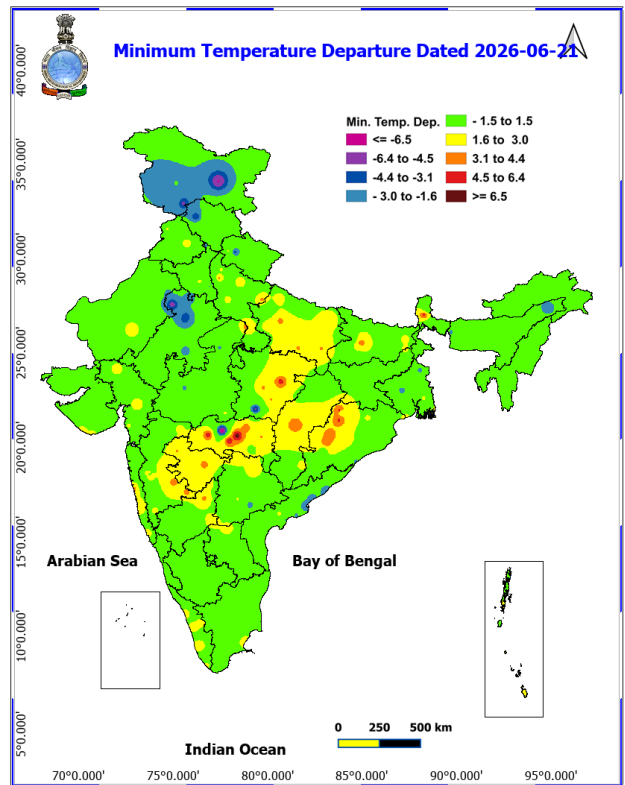 Minimum Temperature Departure Dated 2026-06-21
Min. Temp. Dep.
<= -6.5
-6.4 to -4.5
-4.4 to -3.1
- 3.0 to -1.6
- 1.5 to 1.5
1.6 to 3.0
3.1 to 4.4
4.5 to 6.4
>= 6.5
40°0.000'
35°0.000'
30°0.000'
25°0.000'
20°0.000'
15°0.000'
10°0.000'
5°0.000'
Arabian Sea
Bay of Bengal
Indian Ocean
0 250 500 km
70°0.000' 75°0.000' 80°0.000' 85°0.000' 90°0.000' 95°0.000'